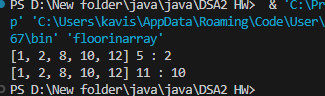 PS D:\New folder\java\java\DSA2 HW>  & 'C:\Pr
p' 'C:\Users\kavis\AppData\Roaming\Code\User\
67\bin' 'floorinarray'
[1, 2, 8, 10, 12] 5 : 2
[1, 2, 8, 10, 12] 11 : 10
PS D:\New folder\java\java\DSA2 HW>